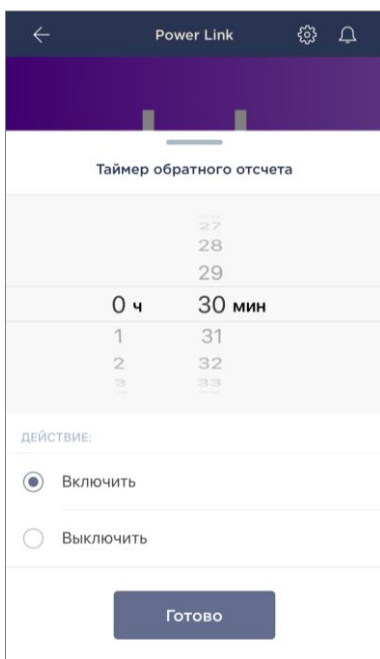 Power Link
Таймер обратного отсчета
27
28
29
0 ч 30 мин
1 31
2 32
3 33
ДЕЙСТВИЕ:
Включить
Выключить
Готово